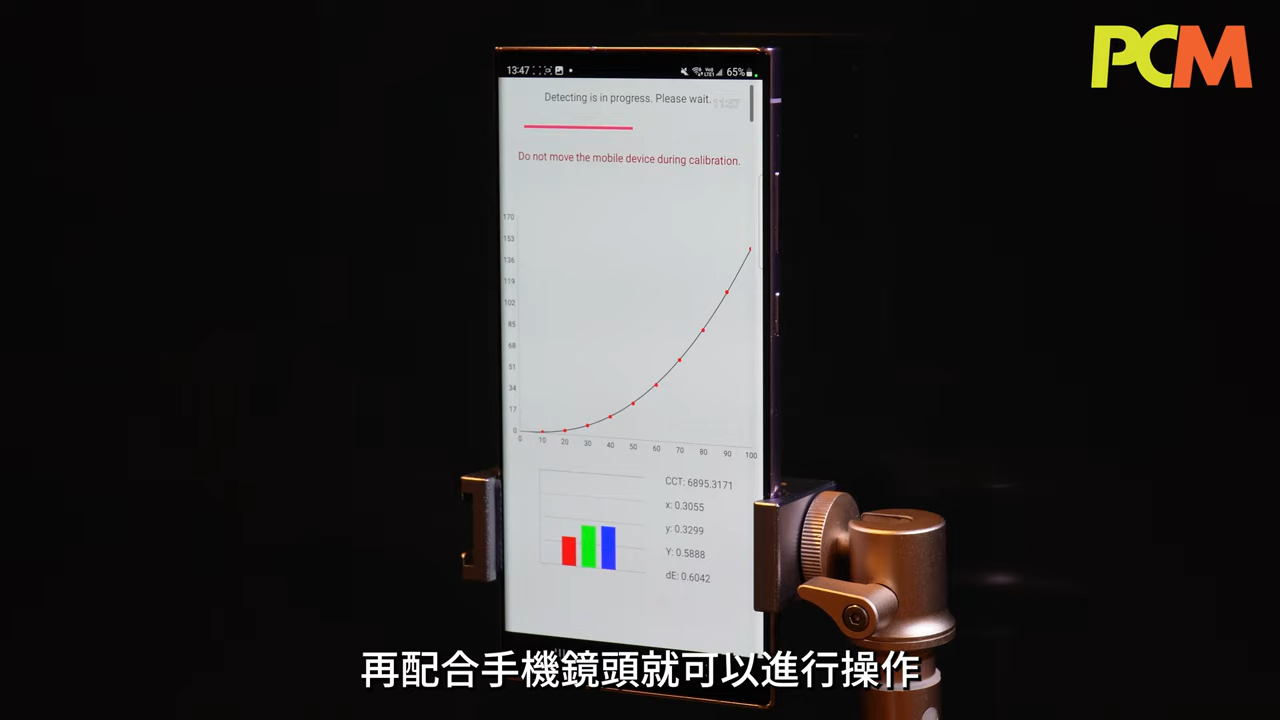 PCM
13:47
65%
Detecting is in progress. Please wait.
Do not move the mobile device during calibration.
170
153
136
119
102
85
68
51
34
17
0
0 10 20 30 40 50 60 70 80 90 100
CCT: 6895.3171
x: 0.3055
y: 0.3299
Y: 0.5888
dE: 0.6042
再配合手機鏡頭就可以進行操作